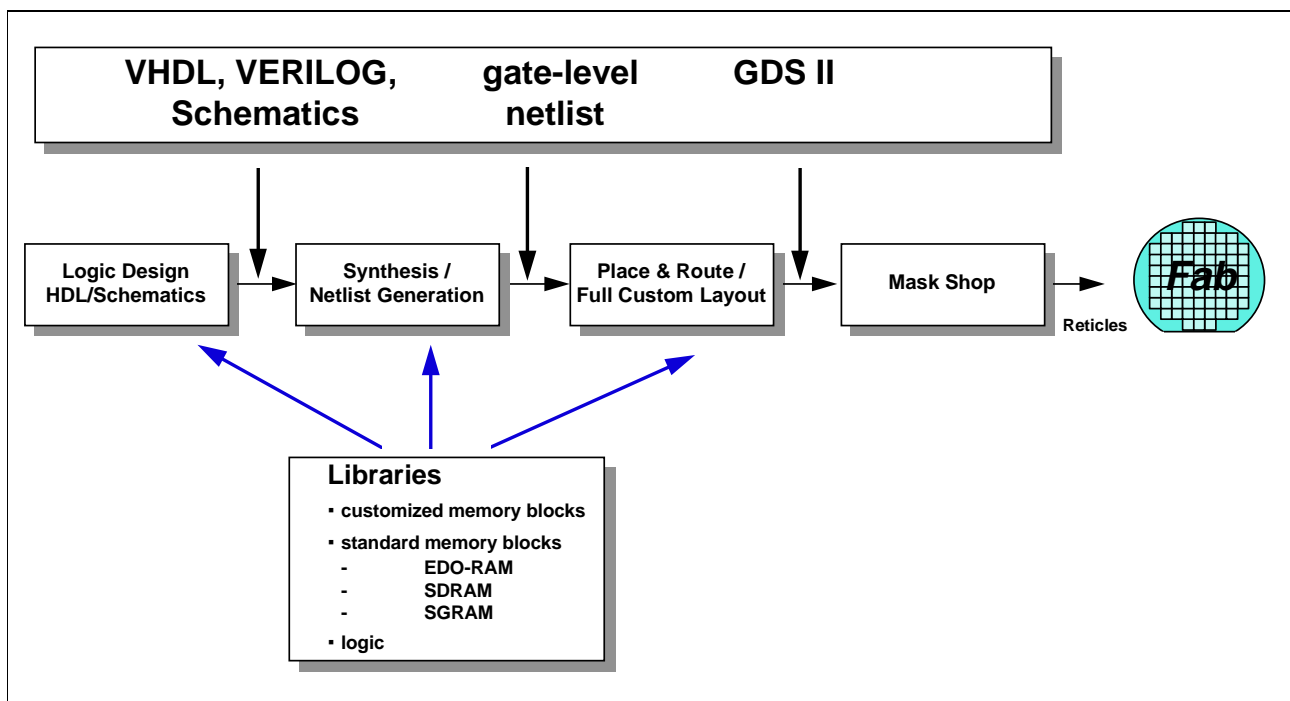 VHDL, VERILOG, gate-level GDS II
Schematics netlist
Logic Design
HDL/Schematics
Synthesis /
Netlist Generation
Place & Route /
Full Custom Layout
Mask Shop
Reticles
Fab
Libraries
▪ customized memory blocks
▪ standard memory blocks
- EDO-RAM
- SDRAM
- SGRAM
▪ logic